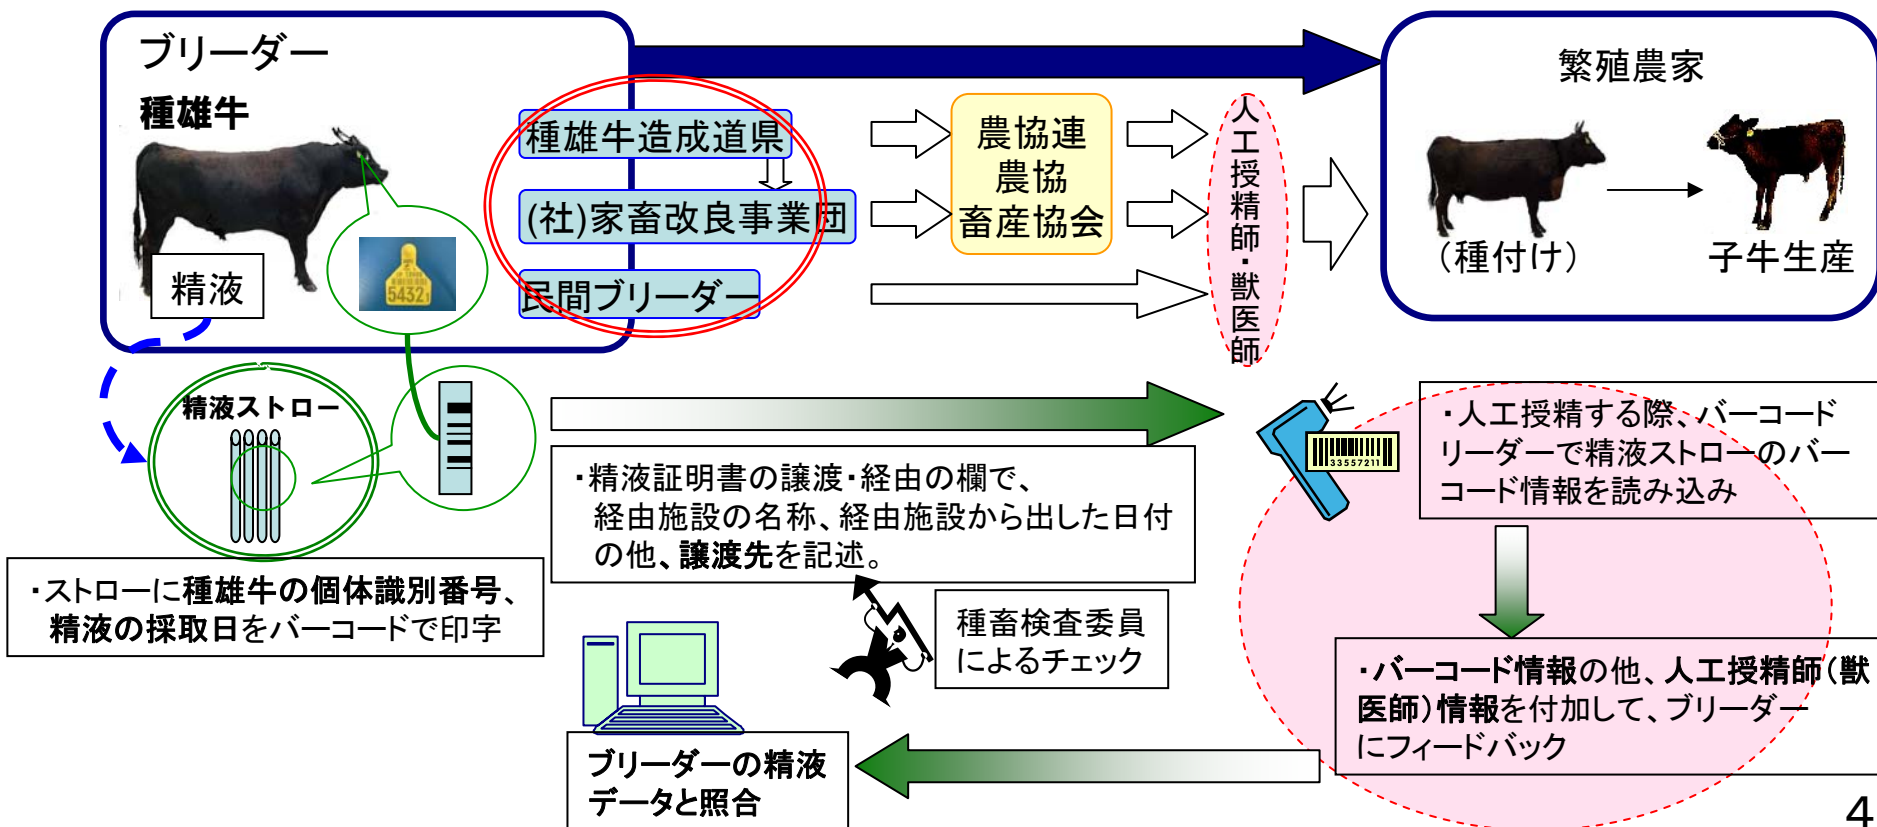 ブリーダー
種雄牛
精液
5432
種雄牛造成道県
(社)家畜改良事業団
民間ブリーダー
農協連
農協
畜産協会
人工授精師・獣医師
繁殖農家
(種付け)
子牛生産
精液ストロー
・ストローに種雄牛の個体識別番号、
精液の採取日をバーコードで印字
・精液証明書の譲渡・経由の欄で、
経由施設の名称、経由施設から出した日付
の他、譲渡先を記述。
種畜検査委員
によるチェック
33557211
・人工授精する際、バーコード
リーダーで精液ストローのバー
コード情報を読み込み
・バーコード情報の他、人工授精師(獣
医師)情報を付加して、ブリーダー
にフィードバック
ブリーダーの精液
データと照合
4